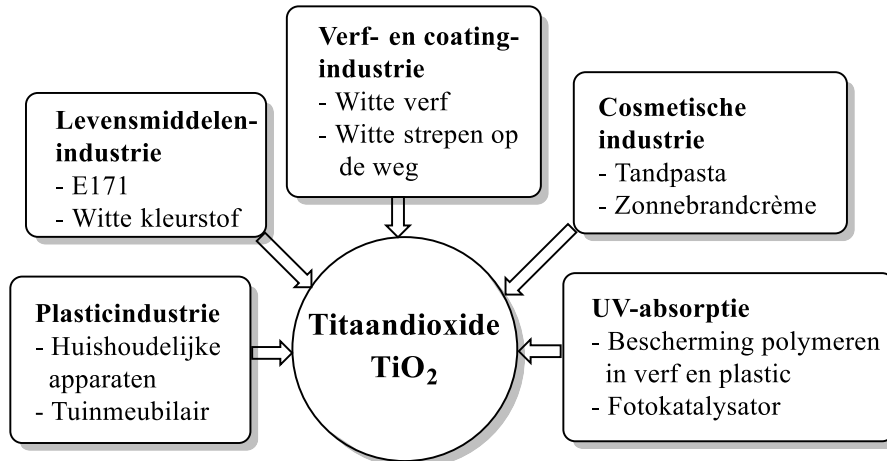 Verf- en coating-
industrie
- Witte verf
- Witte strepen op
de weg
Levensmiddelen-
industrie
- E171
- Witte kleurstof
Cosmetische
industrie
- Tandpasta
- Zonnebrandcrème
Plasticindustrie
- Huishoudelijke
apparaten
- Tuinmeubilair
Titaandioxide
TiO₂
UV-absorptie
- Bescherming polymeren
in verf en plastic
- Fotokatalysator